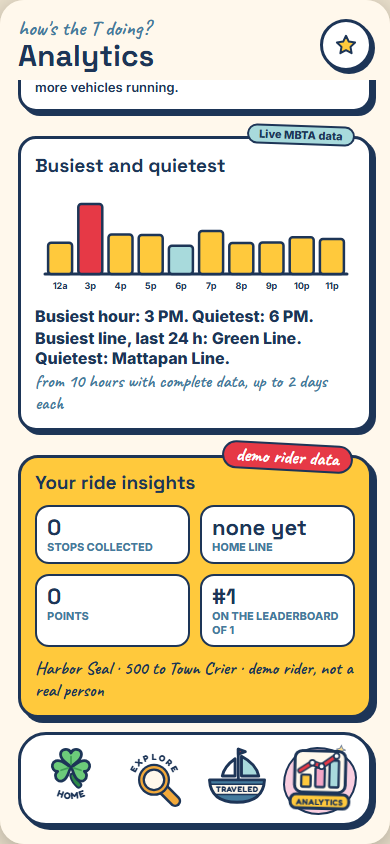 how's the T doing?
Analytics
more vehicles running.
Live MBTA data
Busiest and quietest
12a 3p 4p 5p 6p 7p 8p 9p 10p 11p
Busiest hour: 3 PM. Quietest: 6 PM.
Busiest line, last 24 h: Green Line.
Quietest: Mattapan Line.
from 10 hours with complete data, up to 2 days
each
demo rider data
Your ride insights
0
STOPS COLLECTED
none yet
HOME LINE
0
POINTS
#1
ON THE LEADERBOARD
OF 1
Harbor Seal · 500 to Town Crier · demo rider, not a
real person
HOME
EXPLORE
TRAVELED
ANALYTICS